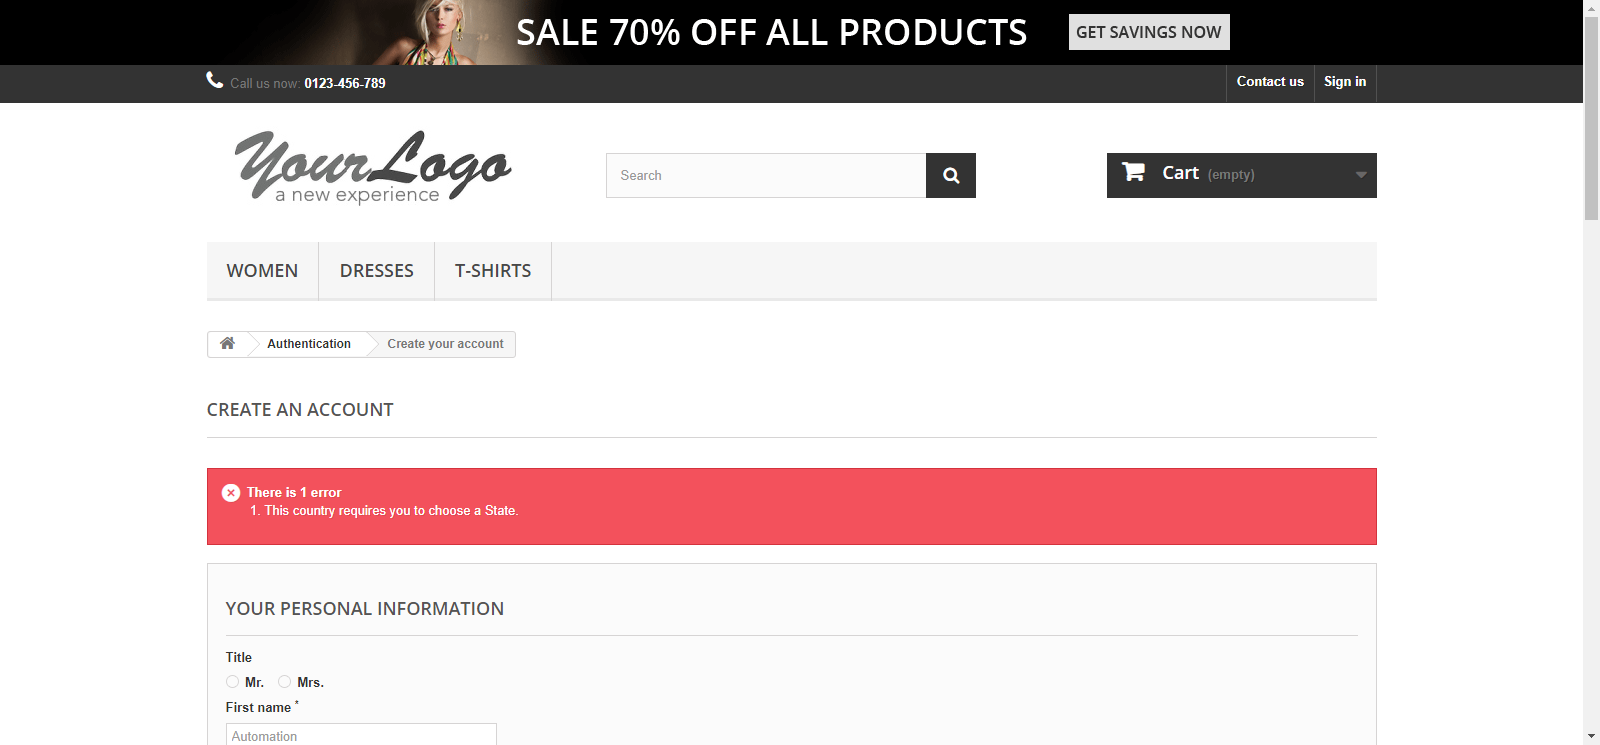 SALE 70% OFF ALL PRODUCTS GET SAVINGS NOW
Call us now: 0123-456-789 Contact us Sign in
YourLogo
a new experience
Search
Cart (empty)
WOMEN DRESSES T-SHIRTS
Authentication Create your account
CREATE AN ACCOUNT
There is 1 error
1. This country requires you to choose a State.
YOUR PERSONAL INFORMATION
Title
Mr. Mrs.
First name *
Automation